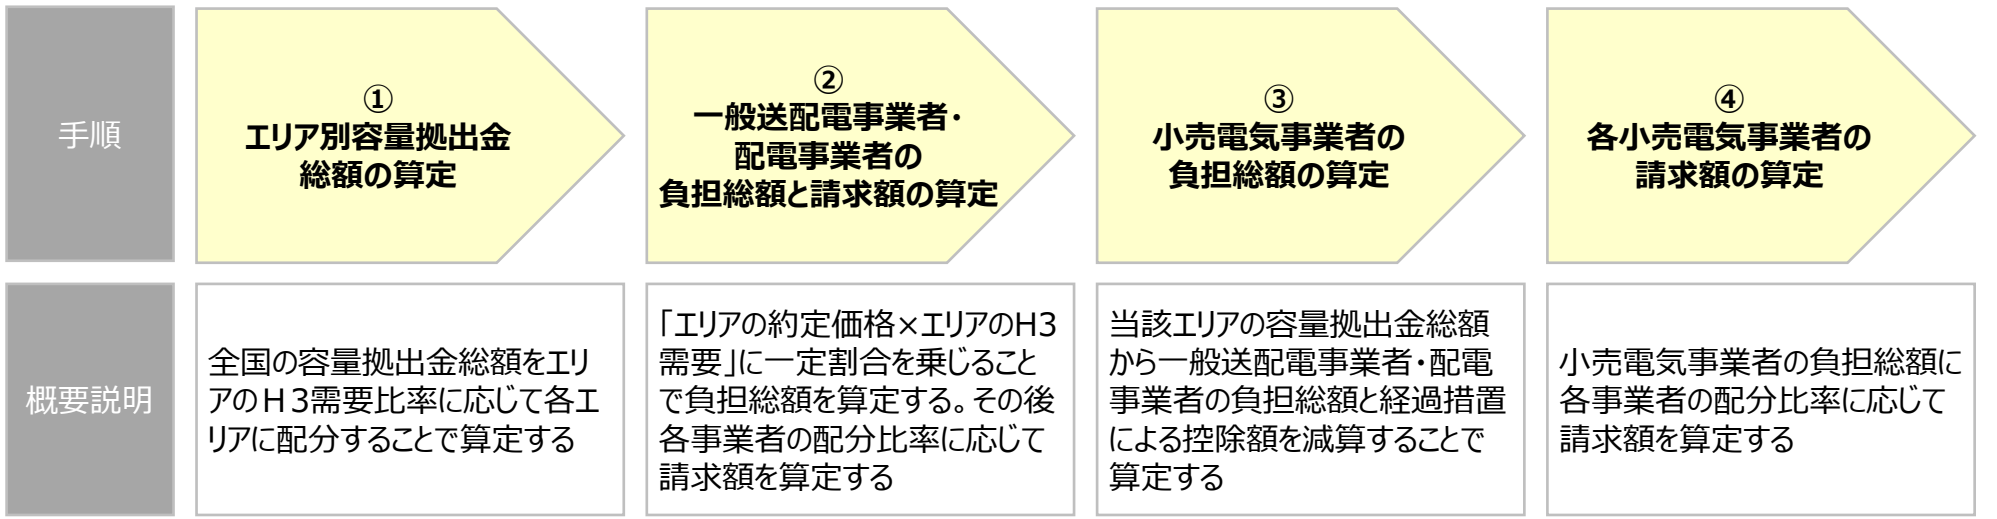 手順
①
エリア別容量拠出金
総額の算定
②
一般送配電事業者・
配電事業者の
負担総額と請求額の算定
③
小売電気事業者の
負担総額の算定
④
各小売電気事業者の
請求額の算定
概要説明
全国の容量拠出金総額をエリ
アのH3需要比率に応じて各エ
リアに配分することで算定する
「エリアの約定価格×エリアのH3
需要」に一定割合を乗じること
で負担総額を算定する。その後
各事業者の配分比率に応じて
請求額を算定する
当該エリアの容量拠出金総額
から一般送配電事業者・配電
事業者の負担総額と経過措置
による控除額を減算することで
算定する
小売電気事業者の負担総額に
各事業者の配分比率に応じて
請求額を算定する